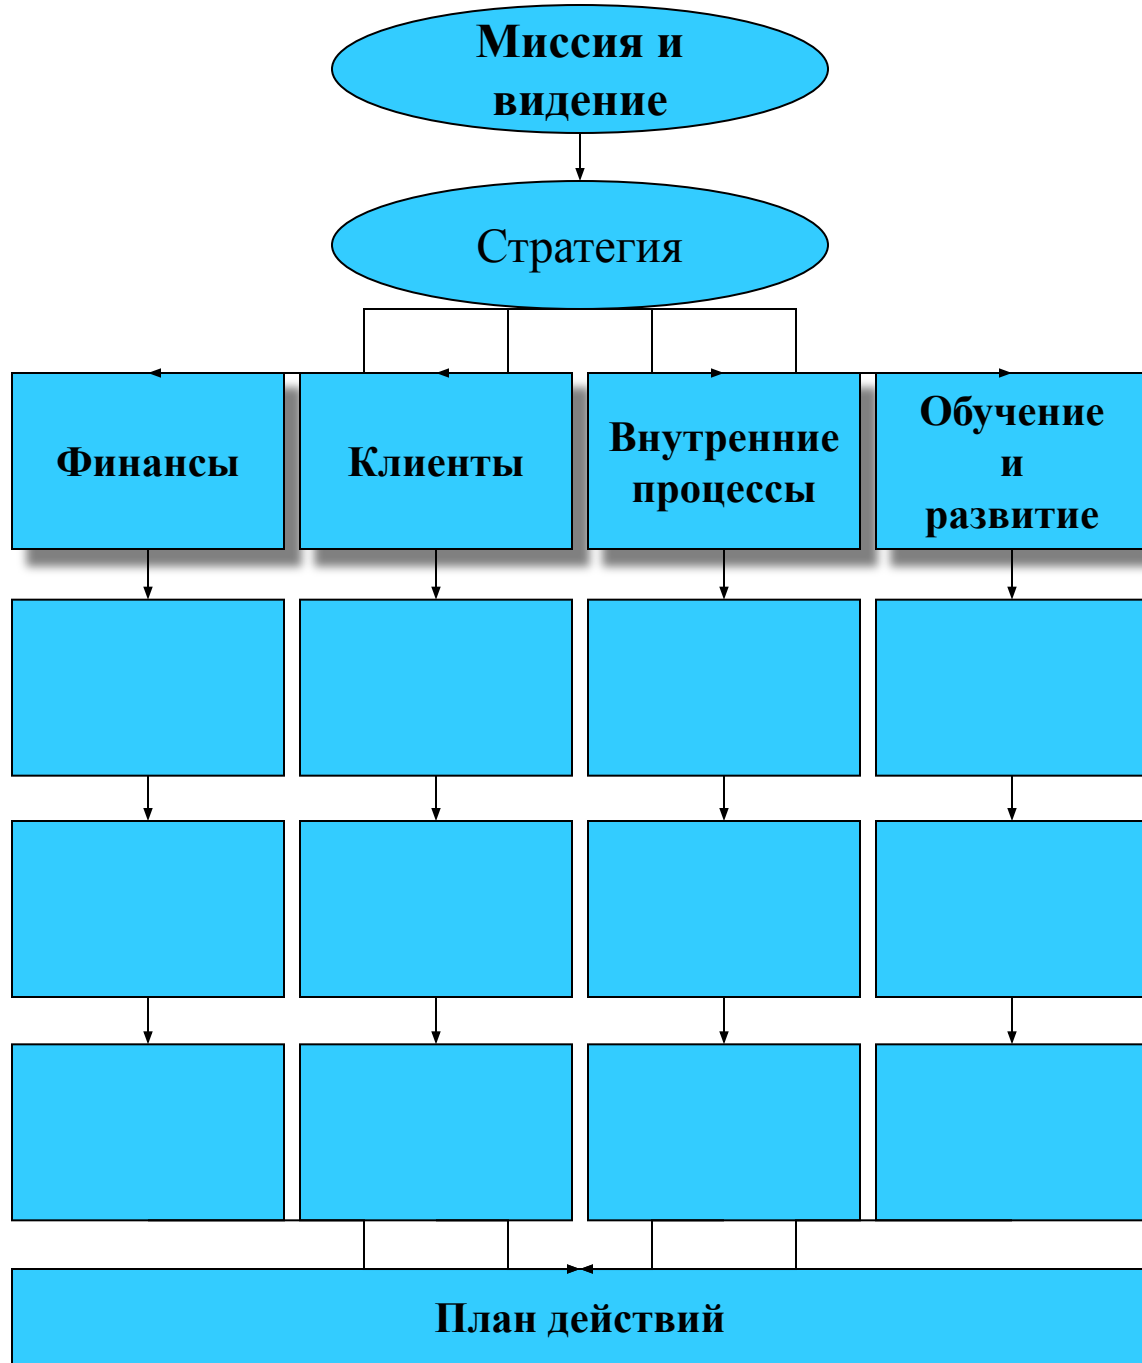 Миссия и
видение
Стратегия
Финансы
Клиенты
Внутренние
процессы
Обучение
и
развитие
План действий